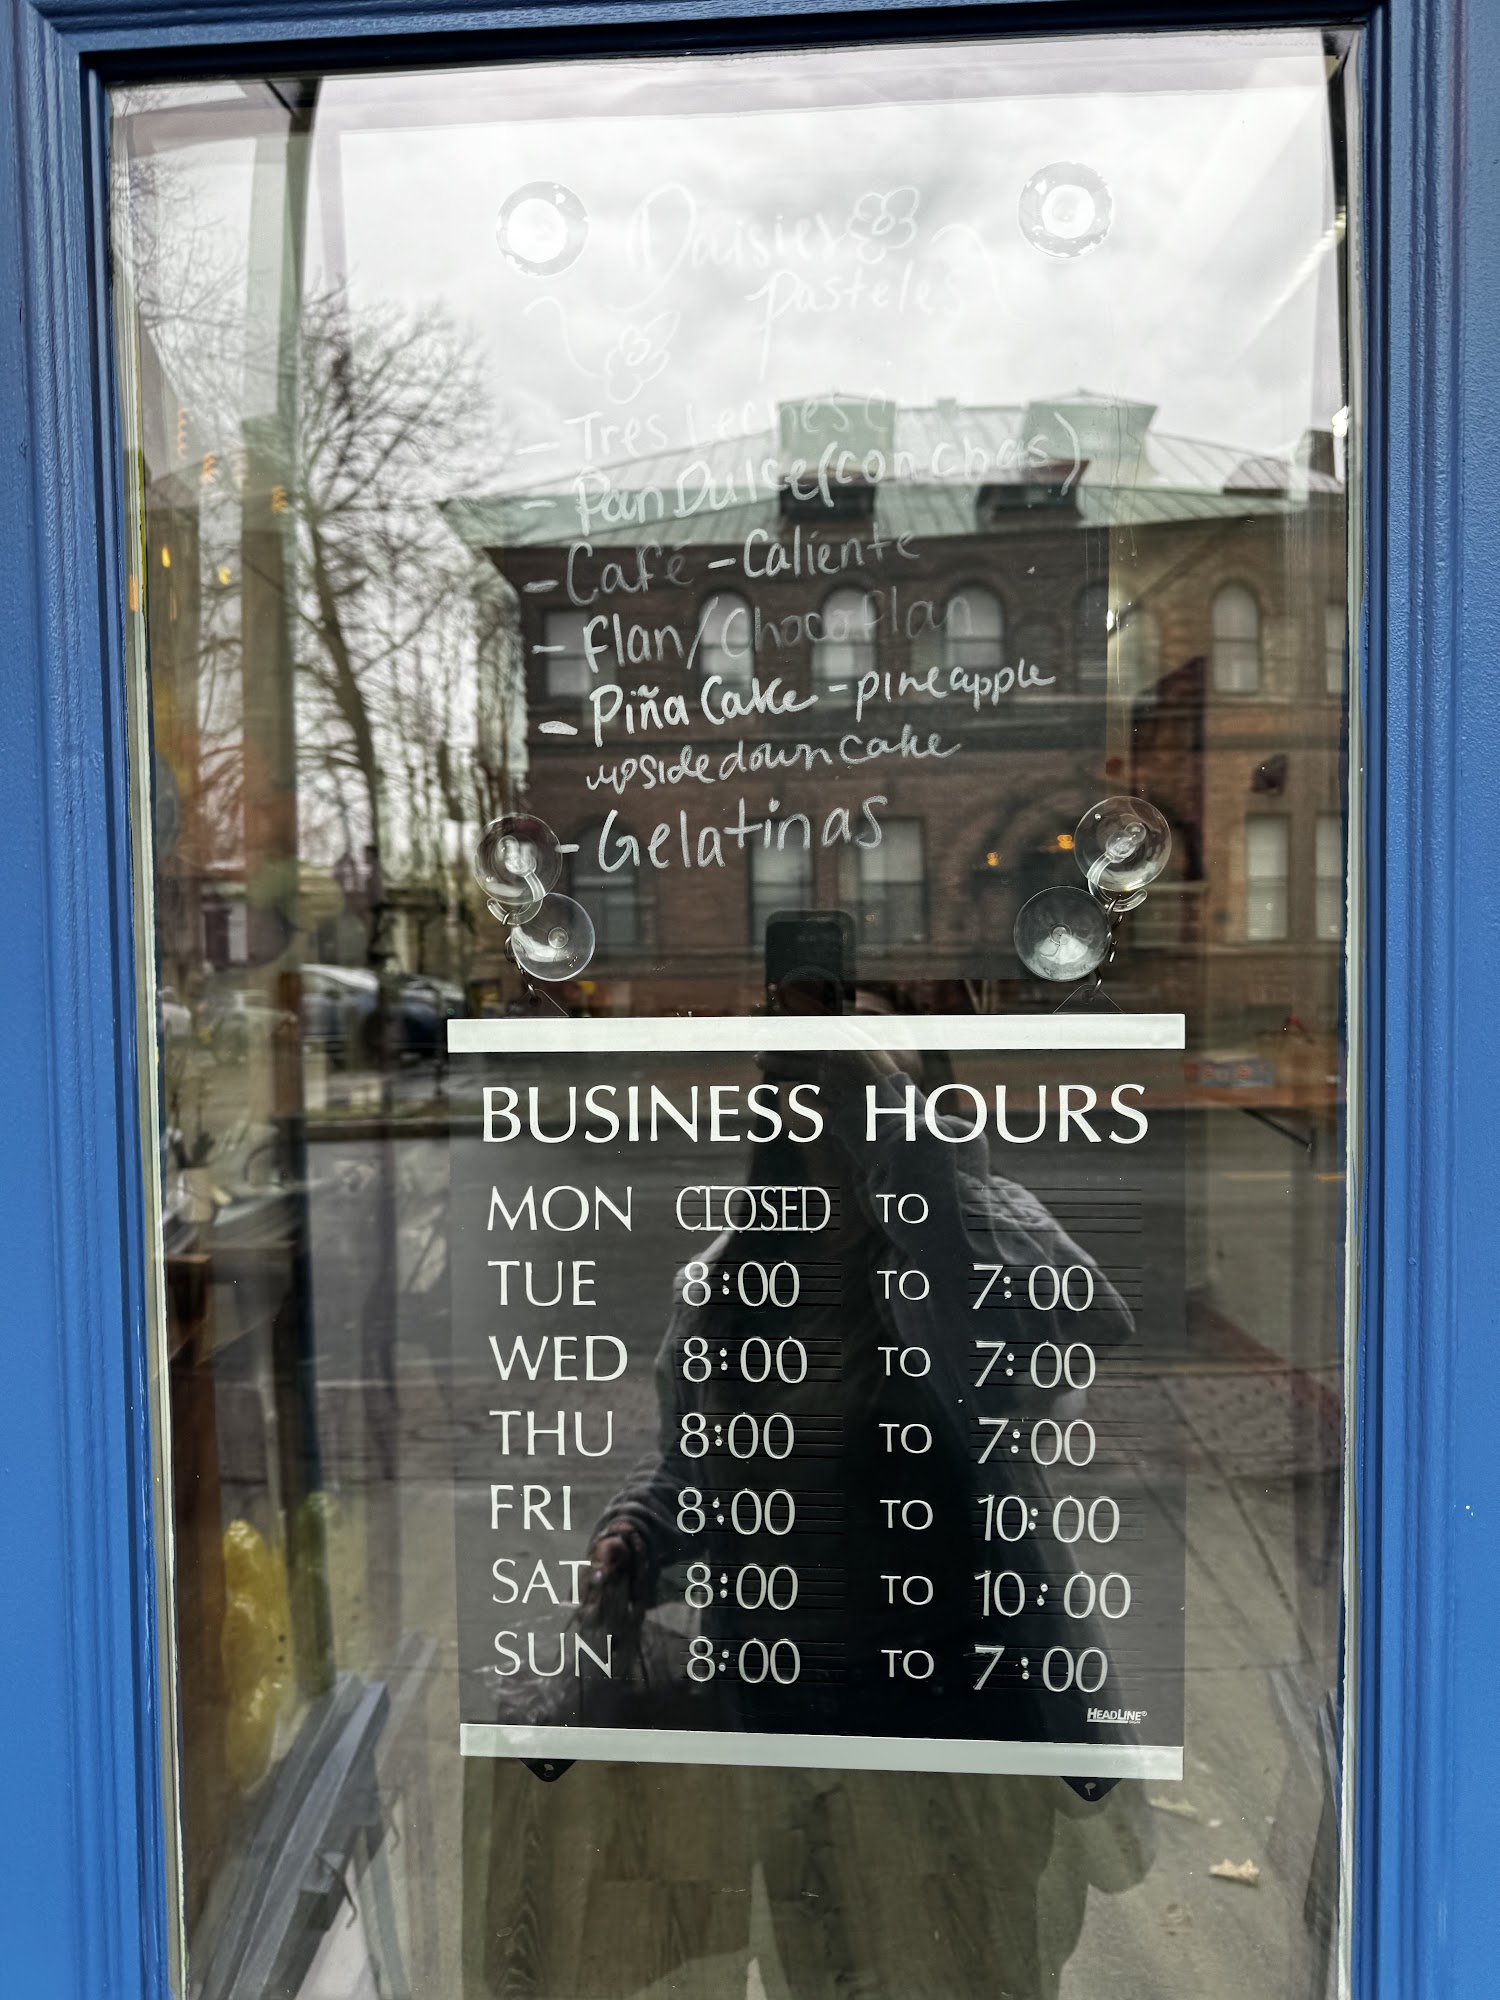 Daisies
Pasteles
- Tres Leches
- Pan Dulce (conchas)
- Café - Caliente
- Flan/Chocoflan
- Piña Cake - pineapple
upside down cake
- Gelatinas
BUSINESS HOURS
MON CLOSED TO
TUE 8:00 TO 7:00
WED 8:00 TO 7:00
THU 8:00 TO 7:00
FRI 8:00 TO 10:00
SAT 8:00 TO 10:00
SUN 8:00 TO 7:00
HEADLINE®